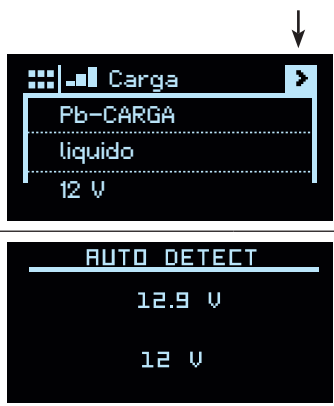 Carga
Pb-CARGA
liquido
12 V
AUTO DETECT
12.9 V
12 V